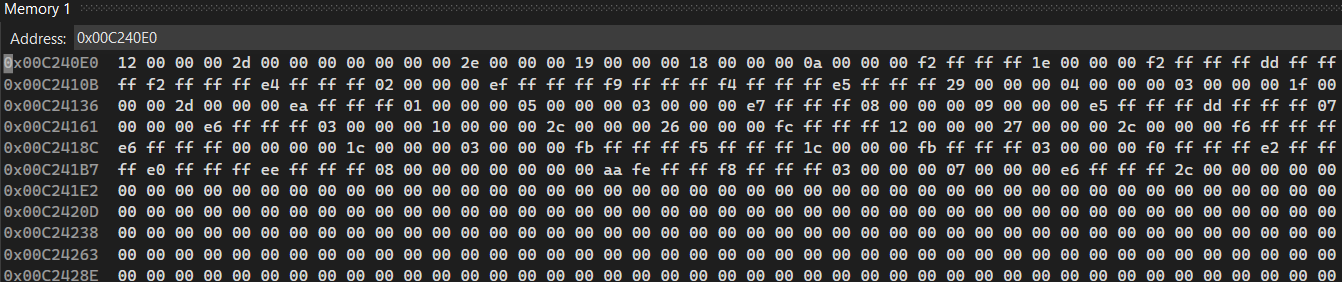 Memory 1
Address: 0x00C240E0
0x00C240E0 12 00 00 00 2d 00 00 00 00 00 00 00 2e 00 00 00 19 00 00 00 18 00 00 00 0a 00 00 00 f2 ff ff ff 1e 00 00 00 f2 ff ff ff dd ff ff
0x00C2410B ff f2 ff ff ff e4 ff ff ff 02 00 00 00 ef ff ff ff f9 ff ff ff f4 ff ff ff e5 ff ff ff 29 00 00 00 04 00 00 00 03 00 00 00 1f 00
0x00C24136 00 00 2d 00 00 00 ea ff ff ff 01 00 00 00 05 00 00 00 03 00 00 00 e7 ff ff ff 08 00 00 00 09 00 00 00 e5 ff ff ff dd ff ff ff 07
0x00C24161 00 00 00 e6 ff ff ff 03 00 00 00 10 00 00 00 2c 00 00 00 26 00 00 00 fc ff ff ff 12 00 00 00 27 00 00 00 2c 00 00 00 f6 ff ff ff
0x00C2418C e6 ff ff ff 00 00 00 00 1c 00 00 00 03 00 00 00 fb ff ff ff f5 ff ff ff 1c 00 00 00 fb ff ff ff 03 00 00 00 f0 ff ff ff e2 ff ff
0x00C241B7 ff e0 ff ff ff ee ff ff ff 08 00 00 00 00 00 00 00 aa fe ff ff f8 ff ff ff 03 00 00 00 07 00 00 00 e6 ff ff ff 2c 00 00 00 00 00
0x00C241E2 00 00 00 00 00 00 00 00 00 00 00 00 00 00 00 00 00 00 00 00 00 00 00 00 00 00 00 00 00 00 00 00 00 00 00 00 00 00 00 00 00 00 00
0x00C2420D 00 00 00 00 00 00 00 00 00 00 00 00 00 00 00 00 00 00 00 00 00 00 00 00 00 00 00 00 00 00 00 00 00 00 00 00 00 00 00 00 00 00 00
0x00C24238 00 00 00 00 00 00 00 00 00 00 00 00 00 00 00 00 00 00 00 00 00 00 00 00 00 00 00 00 00 00 00 00 00 00 00 00 00 00 00 00 00 00 00
0x00C24263 00 00 00 00 00 00 00 00 00 00 00 00 00 00 00 00 00 00 00 00 00 00 00 00 00 00 00 00 00 00 00 00 00 00 00 00 00 00 00 00 00 00 00
0x00C2428E 00 00 00 00 00 00 00 00 00 00 00 00 00 00 00 00 00 00 00 00 00 00 00 00 00 00 00 00 00 00 00 00 00 00 00 00 00 00 00 00 00 00 00